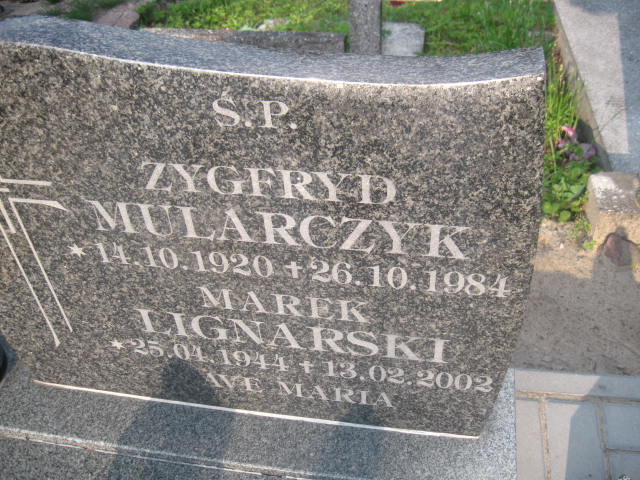 Ś.P.
ZYGFRYD
MULARCZYK
*14.10.1920 +26.10.1984
MAREK
LIGNARSKI
*25.04.1944 +13.02.2002
AVE MARIA